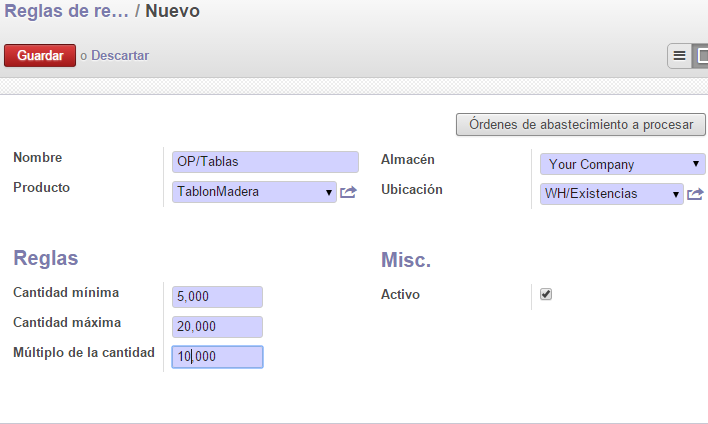 Reglas de re... / Nuevo
Guardar o Descartar
Órdenes de abastecimiento a procesar
Nombre OP/Tablas
Almacén Your Company
Producto TablonMadera
Ubicación WH/Existencias
Reglas
Misc.
Cantidad mínima 5,000
Activo
Cantidad máxima 20,000
Múltiplo de la cantidad 10,000